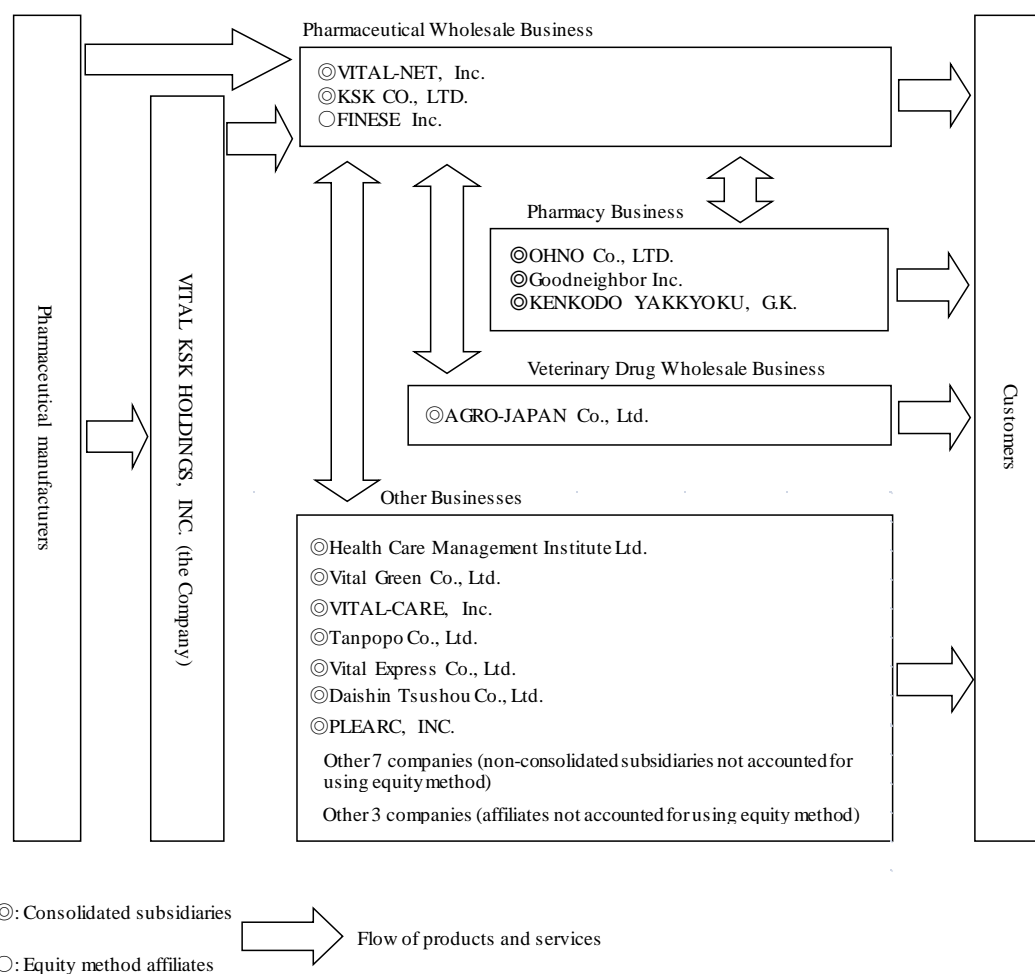 Pharmaceutical Wholesale Business
◎VITAL-NET, Inc.
◎KSK CO., LTD.
○FINESE Inc.
Pharmacy Business
◎OHNO Co., LTD.
◎Goodneighbor Inc.
◎KENKODO YAKKYOKU, G.K.
Veterinary Drug Wholesale Business
◎AGRO-JAPAN Co., Ltd.
Other Businesses
◎Health Care Management Institute Ltd.
◎Vital Green Co., Ltd.
◎VITAL-CARE, Inc.
◎Tanpopo Co., Ltd.
◎Vital Express Co., Ltd.
◎Daishin Tsushou Co., Ltd.
◎PLEARC, INC.
Other 7 companies (non-consolidated subsidiaries not accounted for
using equity method)
Other 3 companies (affiliates not accounted for using equity method)
Pharmaceutical manufacturers
VITAL KSK HOLDINGS, INC. (the Company)
Customers
◎: Consolidated subsidiaries
Flow of products and services
○: Equity method affiliates